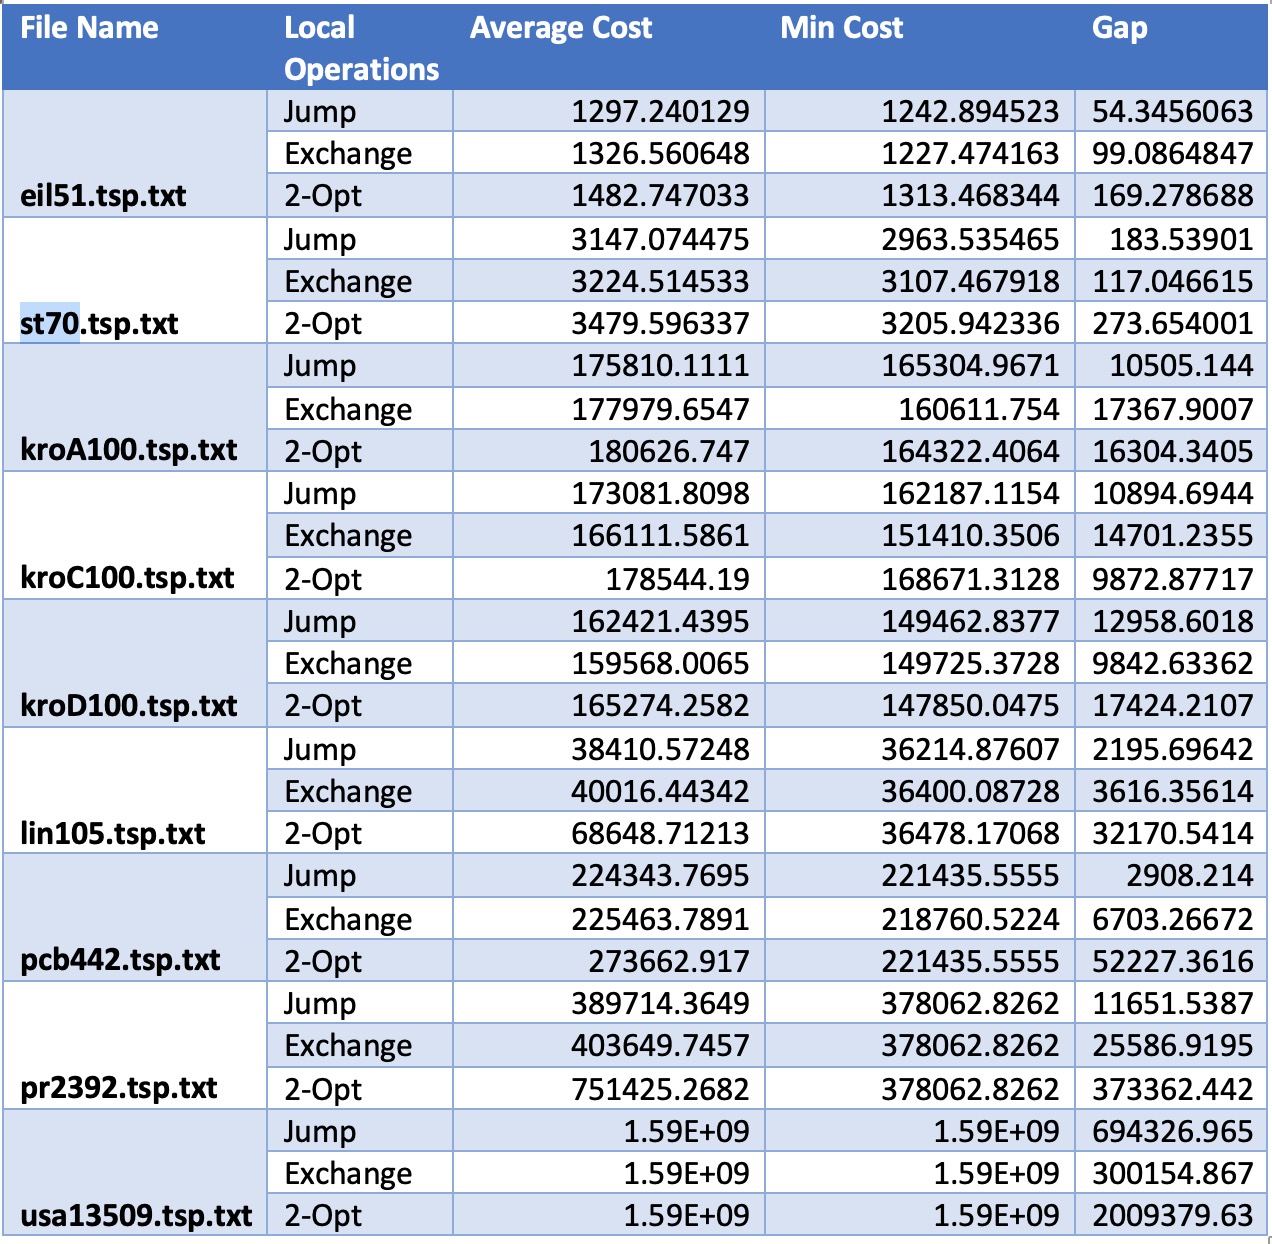 File Name Local Operations Average Cost Min Cost Gap
Jump 1297.240129 1242.894523 54.3456063
Exchange 1326.560648 1227.474163 99.0864847
eil51.tsp.txt 2-Opt 1482.747033 1313.468344 169.278688
Jump 3147.074475 2963.535465 183.53901
Exchange 3224.514533 3107.467918 117.046615
st70.tsp.txt 2-Opt 3479.596337 3205.942336 273.654001
Jump 175810.1111 165304.9671 10505.144
Exchange 177979.6547 160611.754 17367.9007
kroA100.tsp.txt 2-Opt 180626.747 164322.4064 16304.3405
Jump 173081.8098 162187.1154 10894.6944
Exchange 166111.5861 151410.3506 14701.2355
kroC100.tsp.txt 2-Opt 178544.19 168671.3128 9872.87717
Jump 162421.4395 149462.8377 12958.6018
Exchange 159568.0065 149725.3728 9842.63362
kroD100.tsp.txt 2-Opt 165274.2582 147850.0475 17424.2107
Jump 38410.57248 36214.87607 2195.69642
Exchange 40016.44342 36400.08728 3616.35614
lin105.tsp.txt 2-Opt 68648.71213 36478.17068 32170.5414
Jump 224343.7695 221435.5555 2908.214
Exchange 225463.7891 218760.5224 6703.26672
pcb442.tsp.txt 2-Opt 273662.917 221435.5555 52227.3616
Jump 389714.3649 378062.8262 11651.5387
Exchange 403649.7457 378062.8262 25586.9195
pr2392.tsp.txt 2-Opt 751425.2682 378062.8262 373362.442
Jump 1.59E+09 1.59E+09 694326.965
Exchange 1.59E+09 1.59E+09 300154.867
usa13509.tsp.txt 2-Opt 1.59E+09 1.59E+09 2009379.63